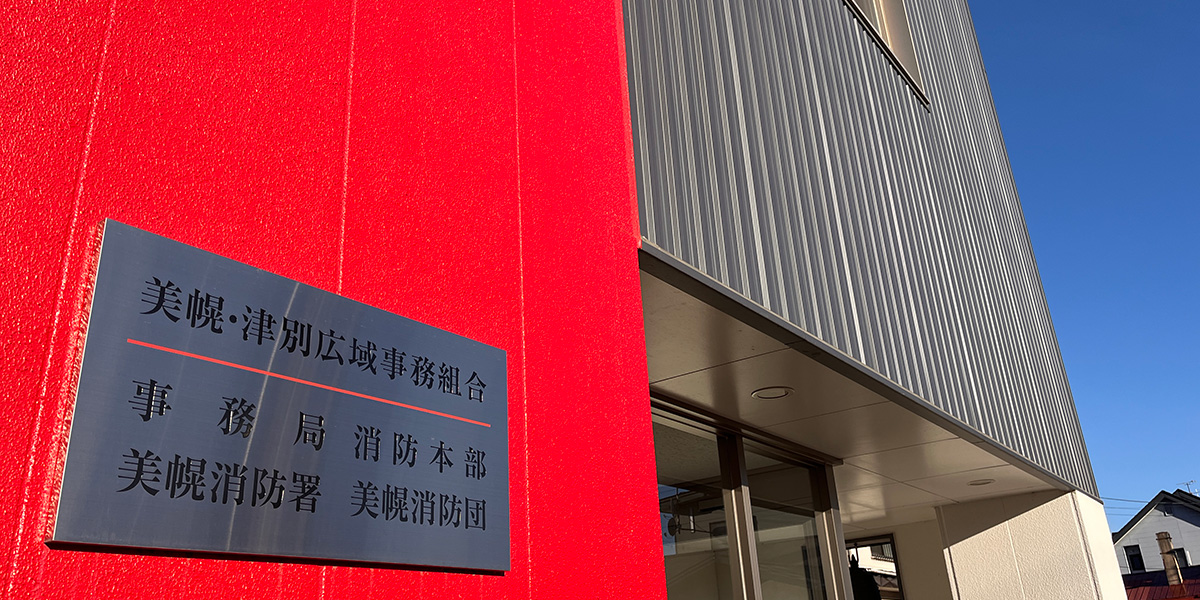 美幌・津別広域事務組合
事務局 消防本部
美幌消防署 美幌消防団